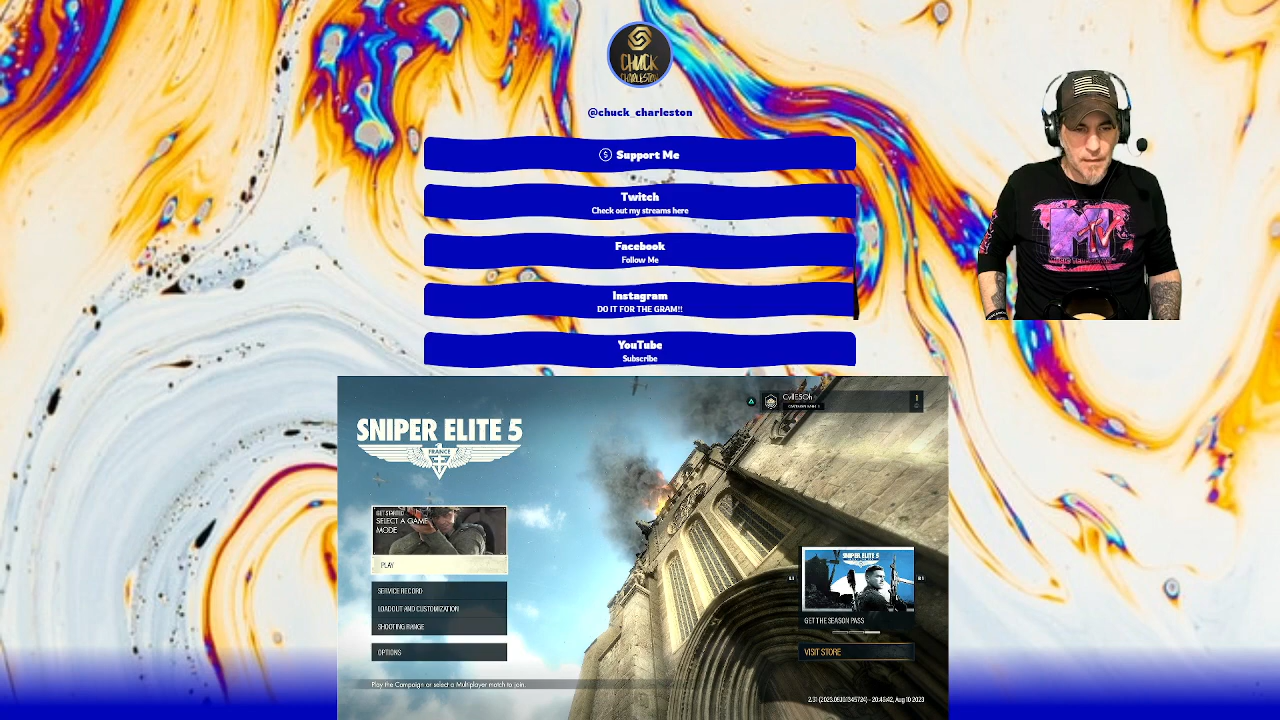 CHUCK
CHARLESTON
@chuck_charleston
Support Me
Twitch
Check out my streams here
Facebook
Follow Me
Instagram
DO IT FOR THE GRAM!!
YouTube
Subscribe
MTV
SNIPER ELITE 5
FRANCE
GET STARTED
SELECT A GAME
MODE
PLAY
SERVICE RECORD
LOADOUT AND CUSTOMIZATION
SHOOTING RANGE
OPTIONS
Play the Campaign or select a Multiplayer match to join.
SNIPER ELITE 5
GET THE SEASON PASS
VISIT STORE